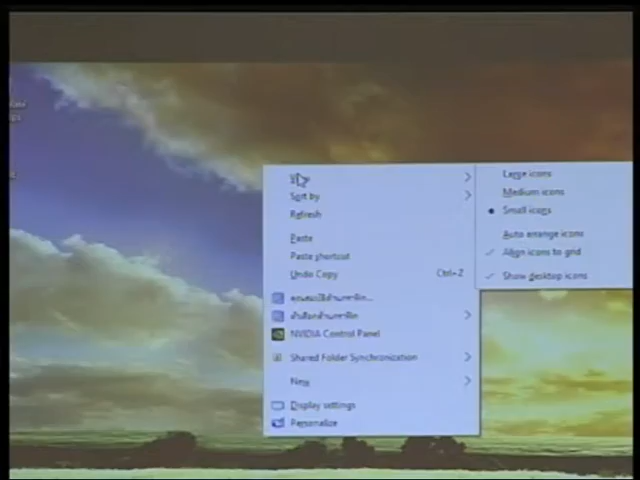 Sort by
Refresh
Paste
Paste shortcut
Undo Copy Ctrl+Z
NVIDIA Control Panel
Shared Folder Synchronization
New
Display settings
Personalize
Large icons
Medium icons
Small icons
Auto arrange icons
Align icons to grid
Show desktop icons